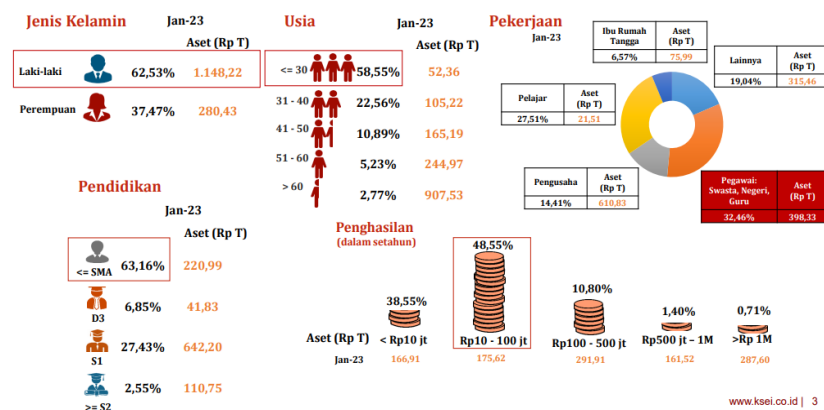 Jenis Kelamin
Jan-23
Aset (Rp T)
Laki-laki 62,53% 1.148,22
Perempuan 37,47% 280,43
Usia
Jan-23
Aset (Rp T)
<= 30 58,55% 52,36
31 - 40 22,56% 105,22
41 - 50 10,89% 165,19
51 - 60 5,23% 244,97
> 60 2,77% 907,53
Pekerjaan
Jan-23
Ibu Rumah Tangga Aset (Rp T)
6,57% 75,99
Lainnya Aset (Rp T)
19,04% 315,46
Pelajar Aset (Rp T)
27,51% 21,51
Pengusaha Aset (Rp T)
14,41% 610,83
Pegawai: Swasta, Negeri, Guru Aset (Rp T)
32,46% 398,33
Pendidikan
Jan-23
Aset (Rp T)
<= SMA 63,16% 220,99
D3 6,85% 41,83
S1 27,43% 642,20
>= S2 2,55% 110,75
Penghasilan
(dalam setahun)
38,55% 48,55% 10,80% 1,40% 0,71%
Aset (Rp T) < Rp10 jt Rp10 - 100 jt Rp100 - 500 jt Rp500 jt – 1M >Rp 1M
Jan-23 166,91 175,62 291,91 161,52 287,60
www.ksei.co.id | 3